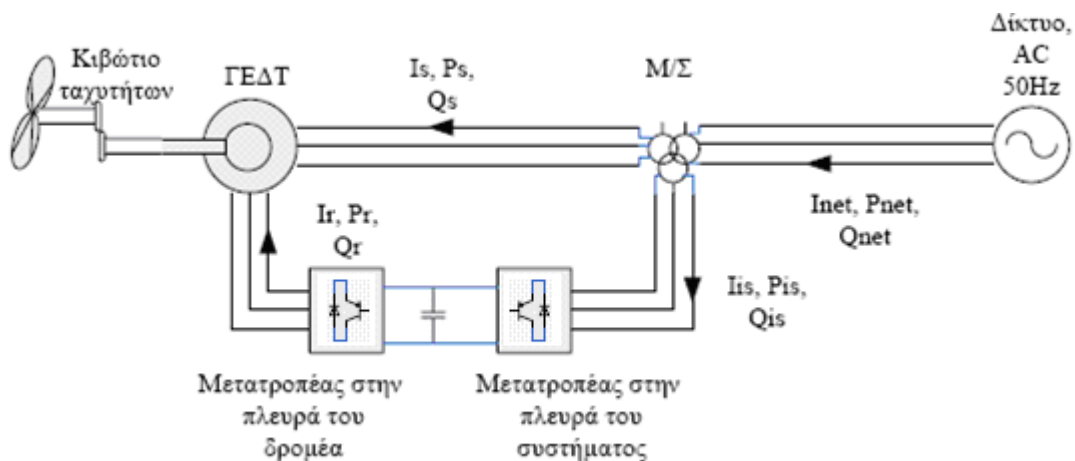 Κιβώτιο
ταχυτήτων
ΓΕΔΤ
Is, Ps,
Qs
Μ/Σ
Δίκτυο,
AC
50Hz
Ir, Pr,
Qr
Inet, Pnet,
Qnet
Iis, Pis,
Qis
Μετατροπέας στην
πλευρά του
δρομέα
Μετατροπέας στην
πλευρά του
συστήματος